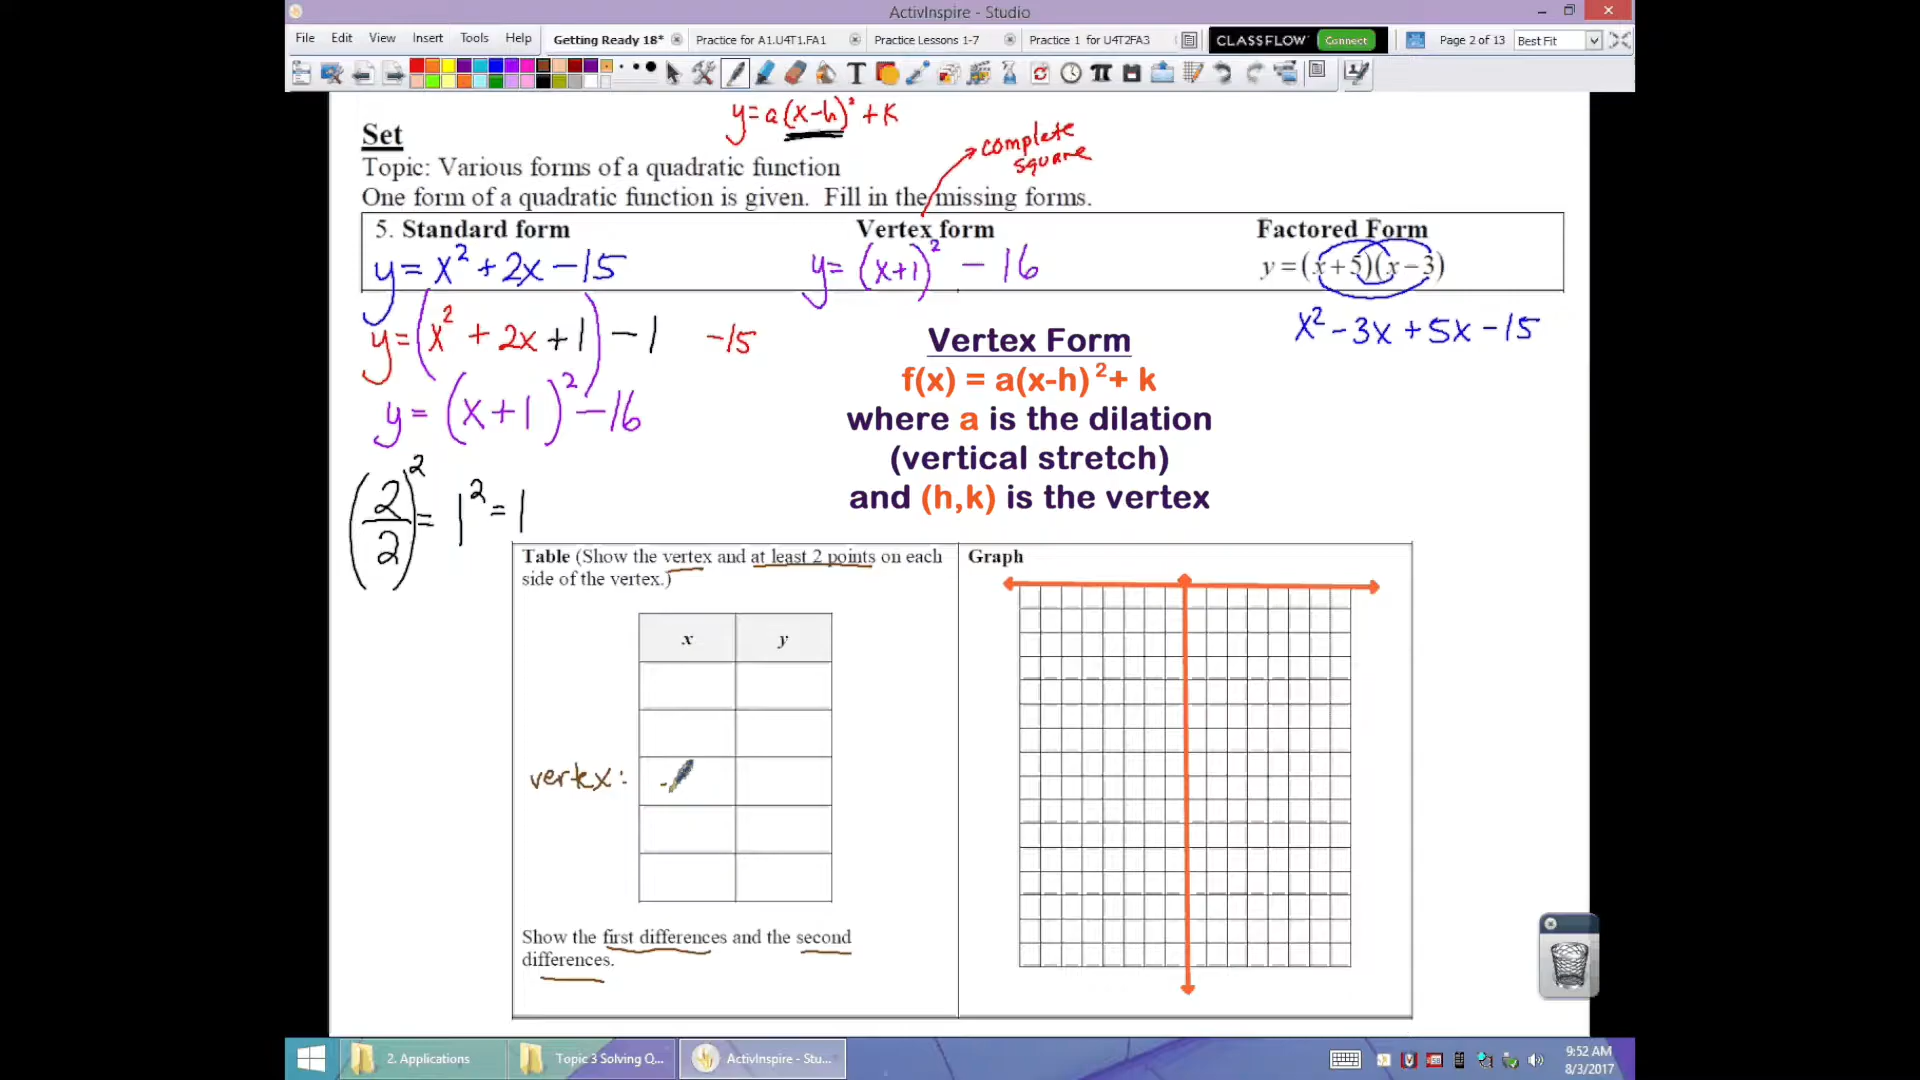 ActivInspire - Studio
File Edit View Insert Tools Help Getting Ready 18* Practice for A1.U4T1.FA1 Practice Lessons 1-7 Practice 1 for U4T2FA3 CLASSFLOW Connect Page 2 of 13 Best Fit
y=a(x-h)²+k
complete
square
Set
Topic: Various forms of a quadratic function
One form of a quadratic function is given. Fill in the missing forms.
5. Standard form Vertex form Factored Form
y=x²+2x-15 y=(x+1)²-16 y=(x+5)(x-3)
y=(x²+2x+1)-1 -15 x²-3x+5x-15
y=(x+1)²-16
Vertex Form
f(x) = a(x-h)²+ k
where a is the dilation
(vertical stretch)
and (h,k) is the vertex
(2/2)²=1²=1
Table (Show the vertex and at least 2 points on each
side of the vertex.)
Graph
x y
vertex: -
Show the first differences and the second
differences.
2. Applications Topic 3 Solving Q... ActivInspire - Stu...
9:52 AM
8/3/2017